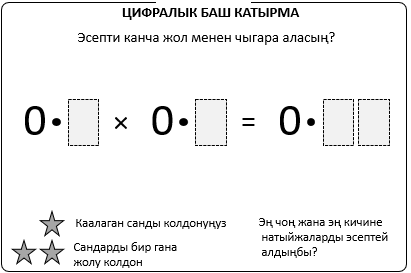 ЦИФРАЛЫК БАШ КАТЫРМА
Эсепти канча жол менен чыгара аласың?
0• × 0• = 0•
Каалаган санды колдонуңуз
Сандарды бир гана
жолу колдон
Эң чоң жана эң кичине
натыйжаларды эсептей
алдыңбы?